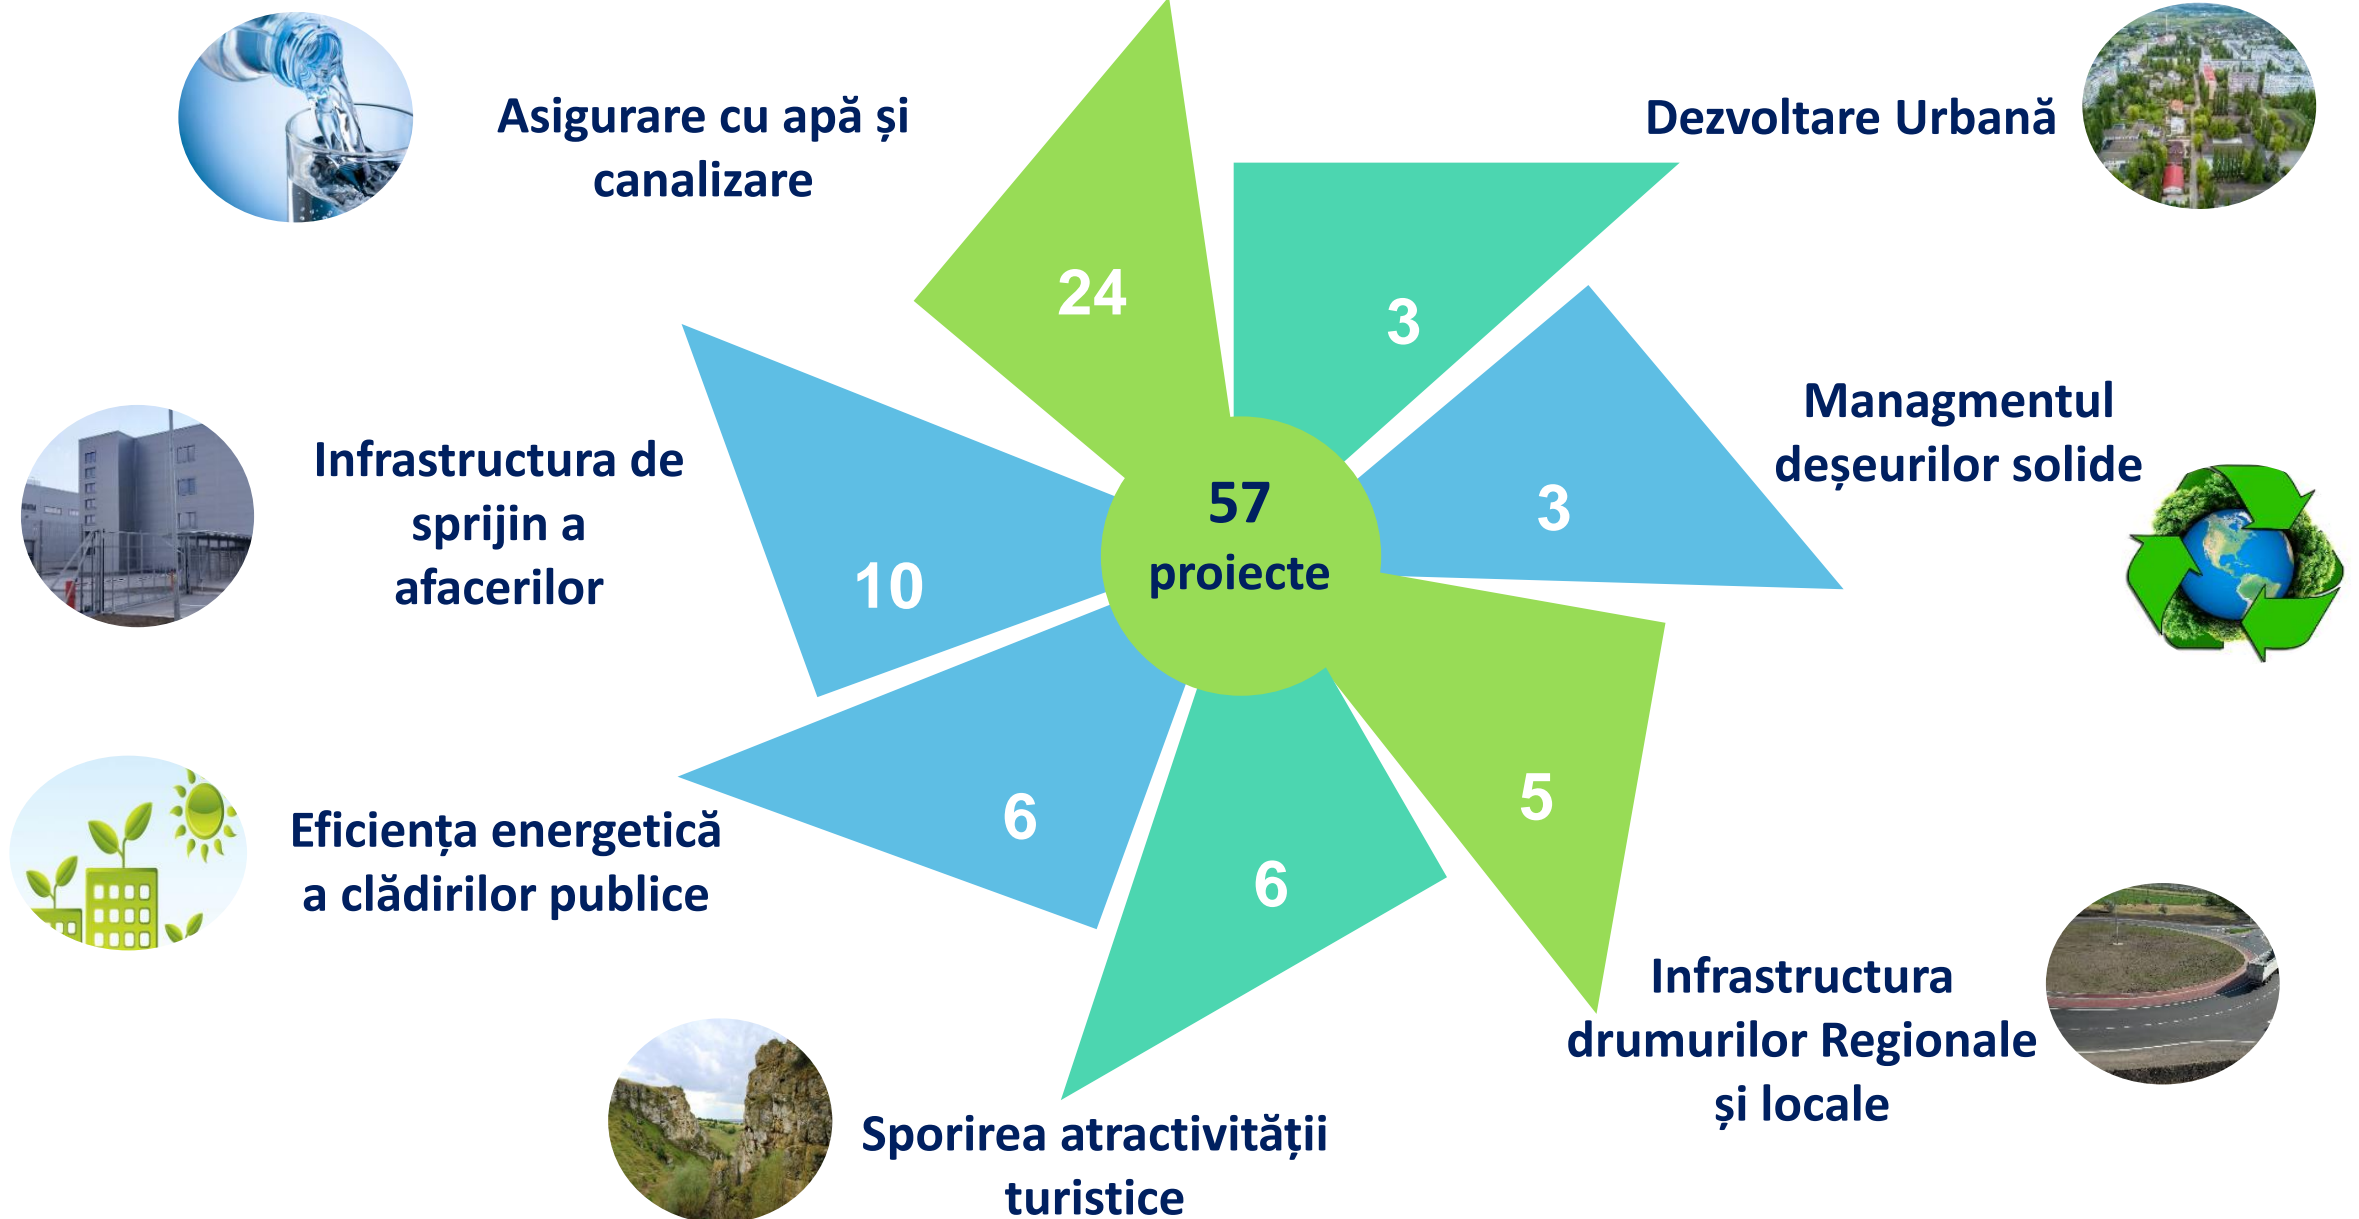 Asigurare cu apă și
canalizare
24
Dezvoltare Urbană
3
Managmentul
deșeurilor solide
3
Infrastructura de
sprijin a
afacerilor
10
57
proiecte
Eficiența energetică
a clădirilor publice
6
Sporirea atractivității
turistice
6
Infrastructura
drumurilor Regionale
și locale
5